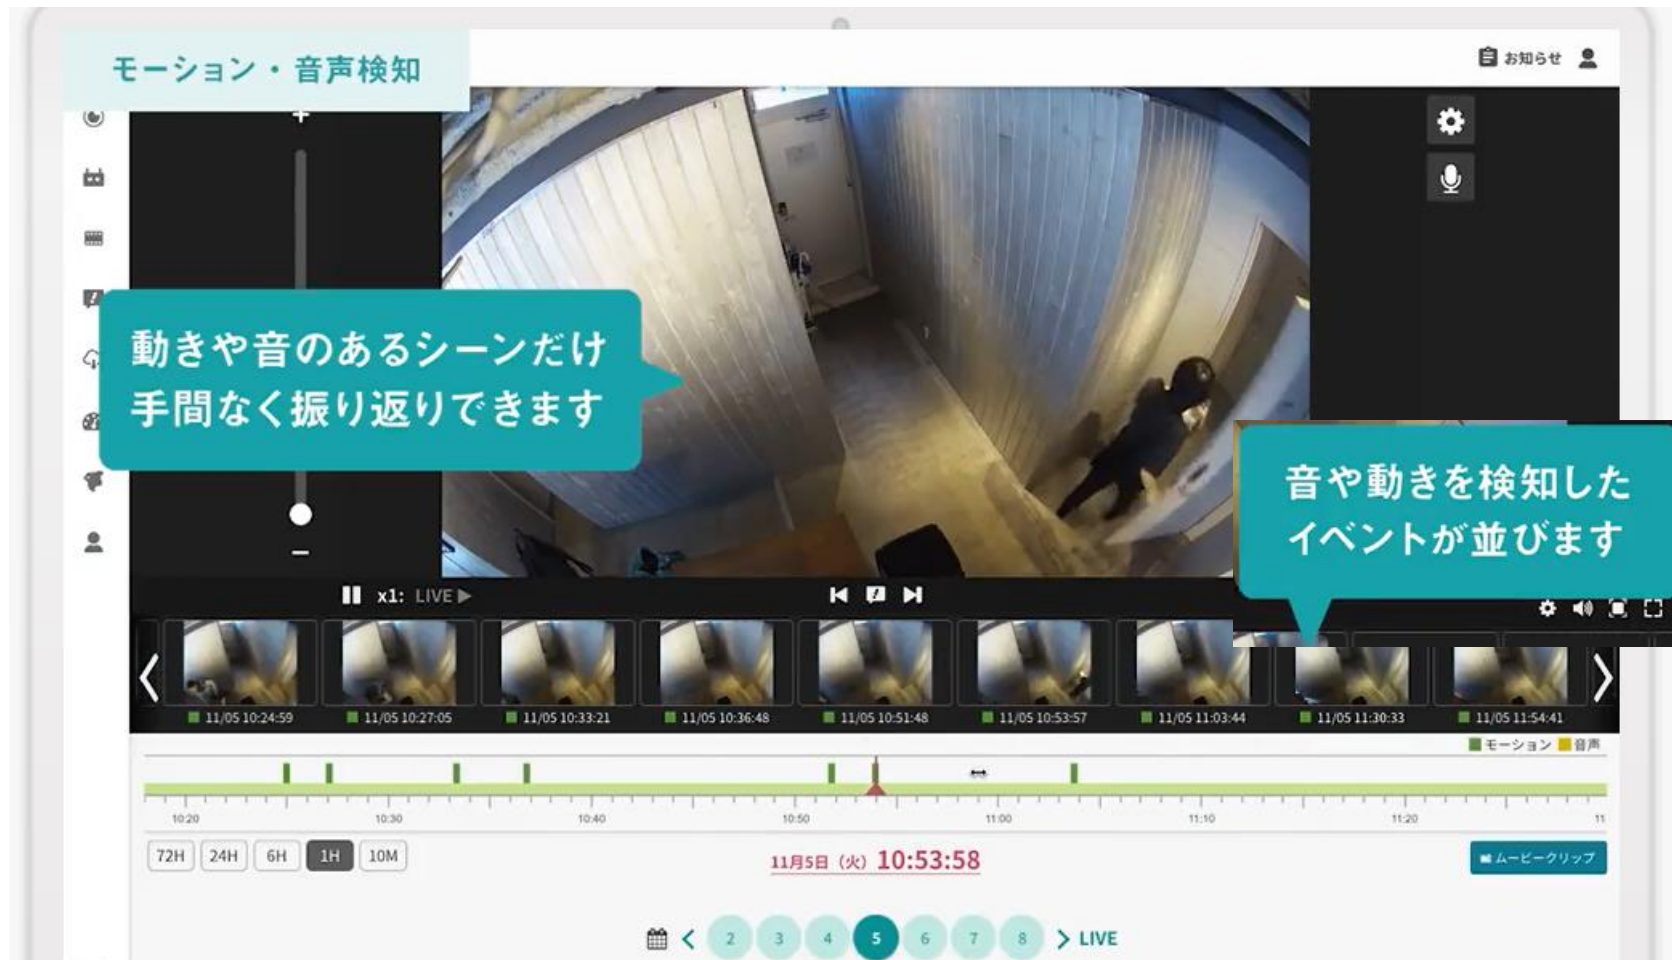 モーション・音声検知
お知らせ
+
動きや音のあるシーンだけ
手間なく振り返りできます
音や動きを検知した
イベントが並びます
−
x1: LIVE▶
11/05 10:24:59
11/05 10:27:05
11/05 10:33:21
11/05 10:36:48
11/05 10:51:48
11/05 10:53:57
11/05 11:03:44
11/05 11:30:33
11/05 11:54:41
モーション 音声
10:20 10:30 10:40 10:50 11:00 11:10 11:20 11
72H 24H 6H 1H 10M
11月5日（火）10:53:58
ムービークリップ
2 3 4 5 6 7 8 LIVE